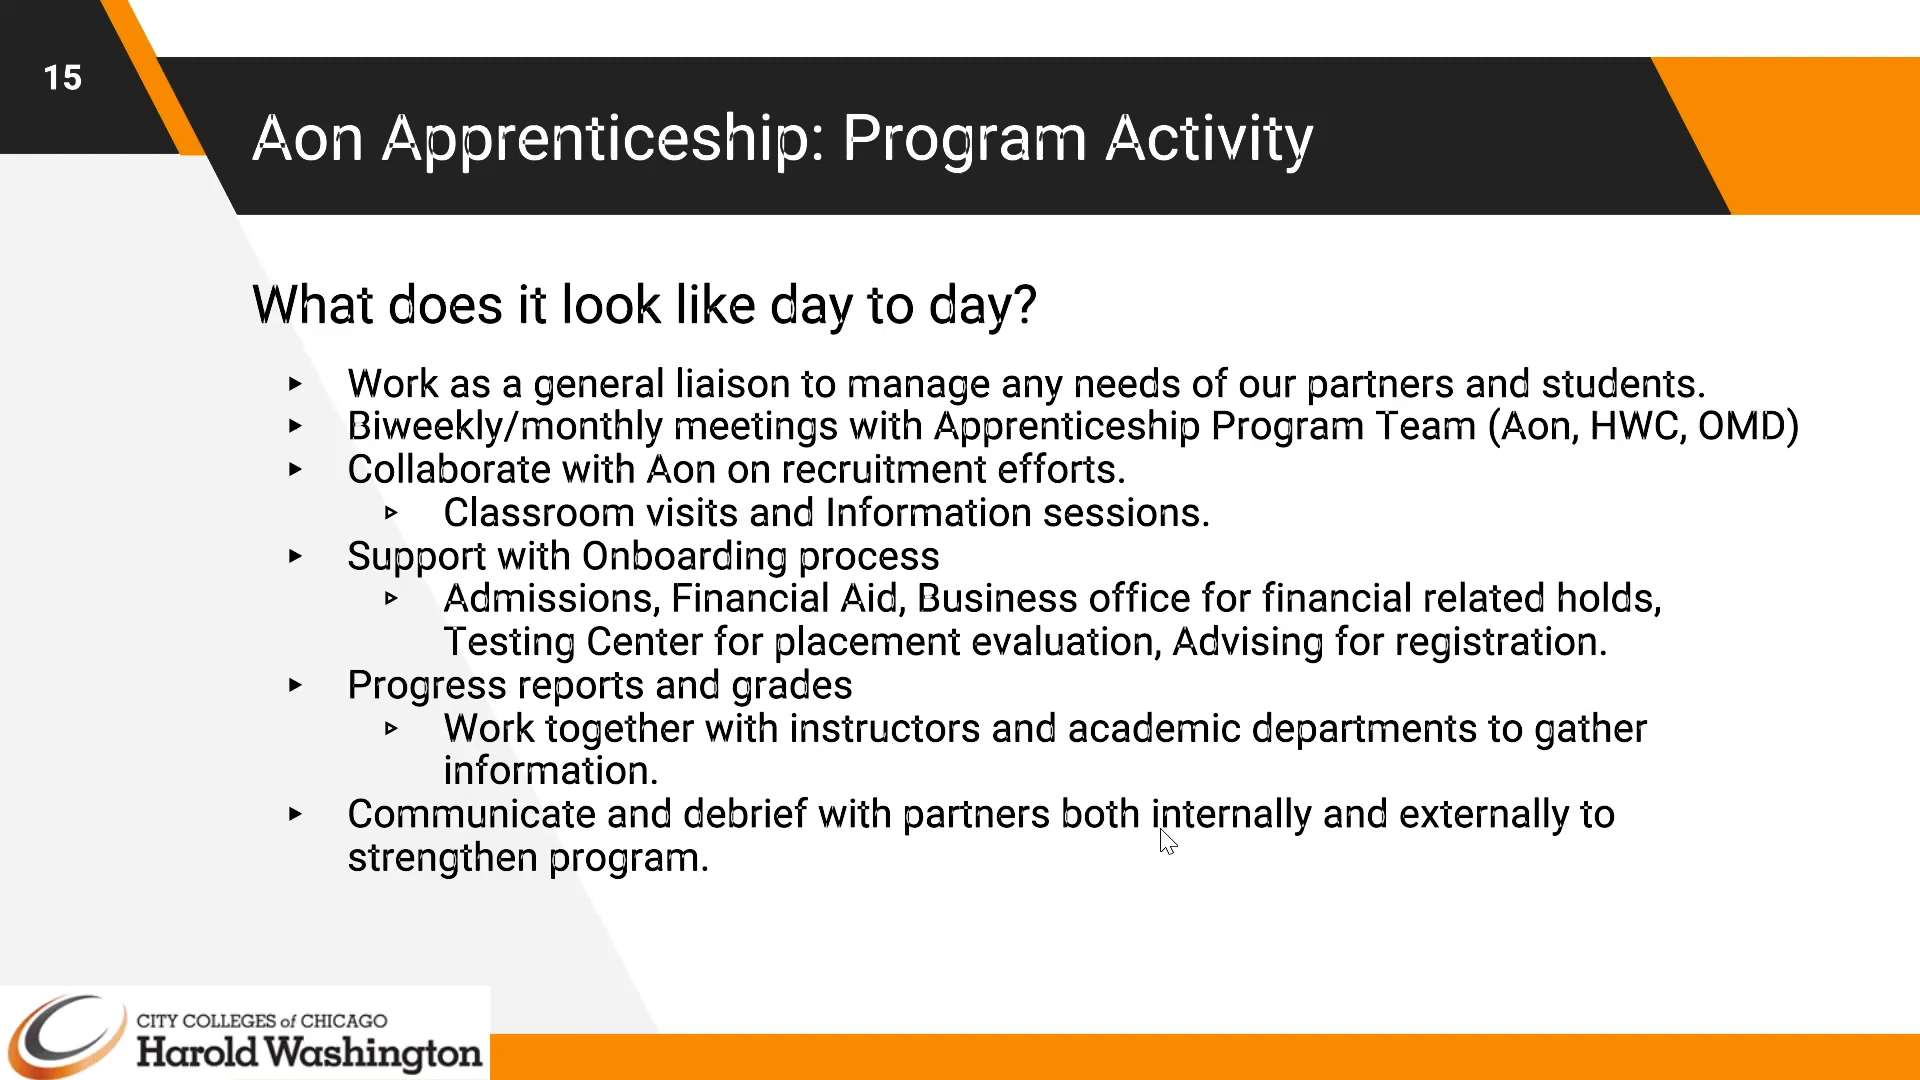 15
Aon Apprenticeship: Program Activity
What does it look like day to day?
Work as a general liaison to manage any needs of our partners and students.
Biweekly/monthly meetings with Apprenticeship Program Team (Aon, HWC, OMD)
Collaborate with Aon on recruitment efforts.
Classroom visits and Information sessions.
Support with Onboarding process
Admissions, Financial Aid, Business office for financial related holds,
Testing Center for placement evaluation, Advising for registration.
Progress reports and grades
Work together with instructors and academic departments to gather
information.
Communicate and debrief with partners both internally and externally to
strengthen program.
CITY COLLEGES of CHICAGO
Harold Washington